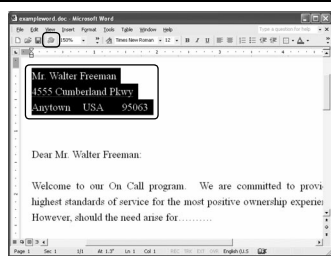 exampleword.doc - Microsoft Word
File Edit View Insert Format Tools Table Window Help Type a question for help
150% Times New Roman 12 B I U A
Mr. Walter Freeman
4555 Cumberland Pkwy
Anytown USA 95063
Dear Mr. Walter Freeman:
Welcome to our On Call program. We are committed to provi
highest standards of service for the most positive ownership experien
However, should the need arise for.........
Page 1 Sec 1 1/1 At 1.3" Ln 1 Col 1 REC TRK EXT OVR English (U.S